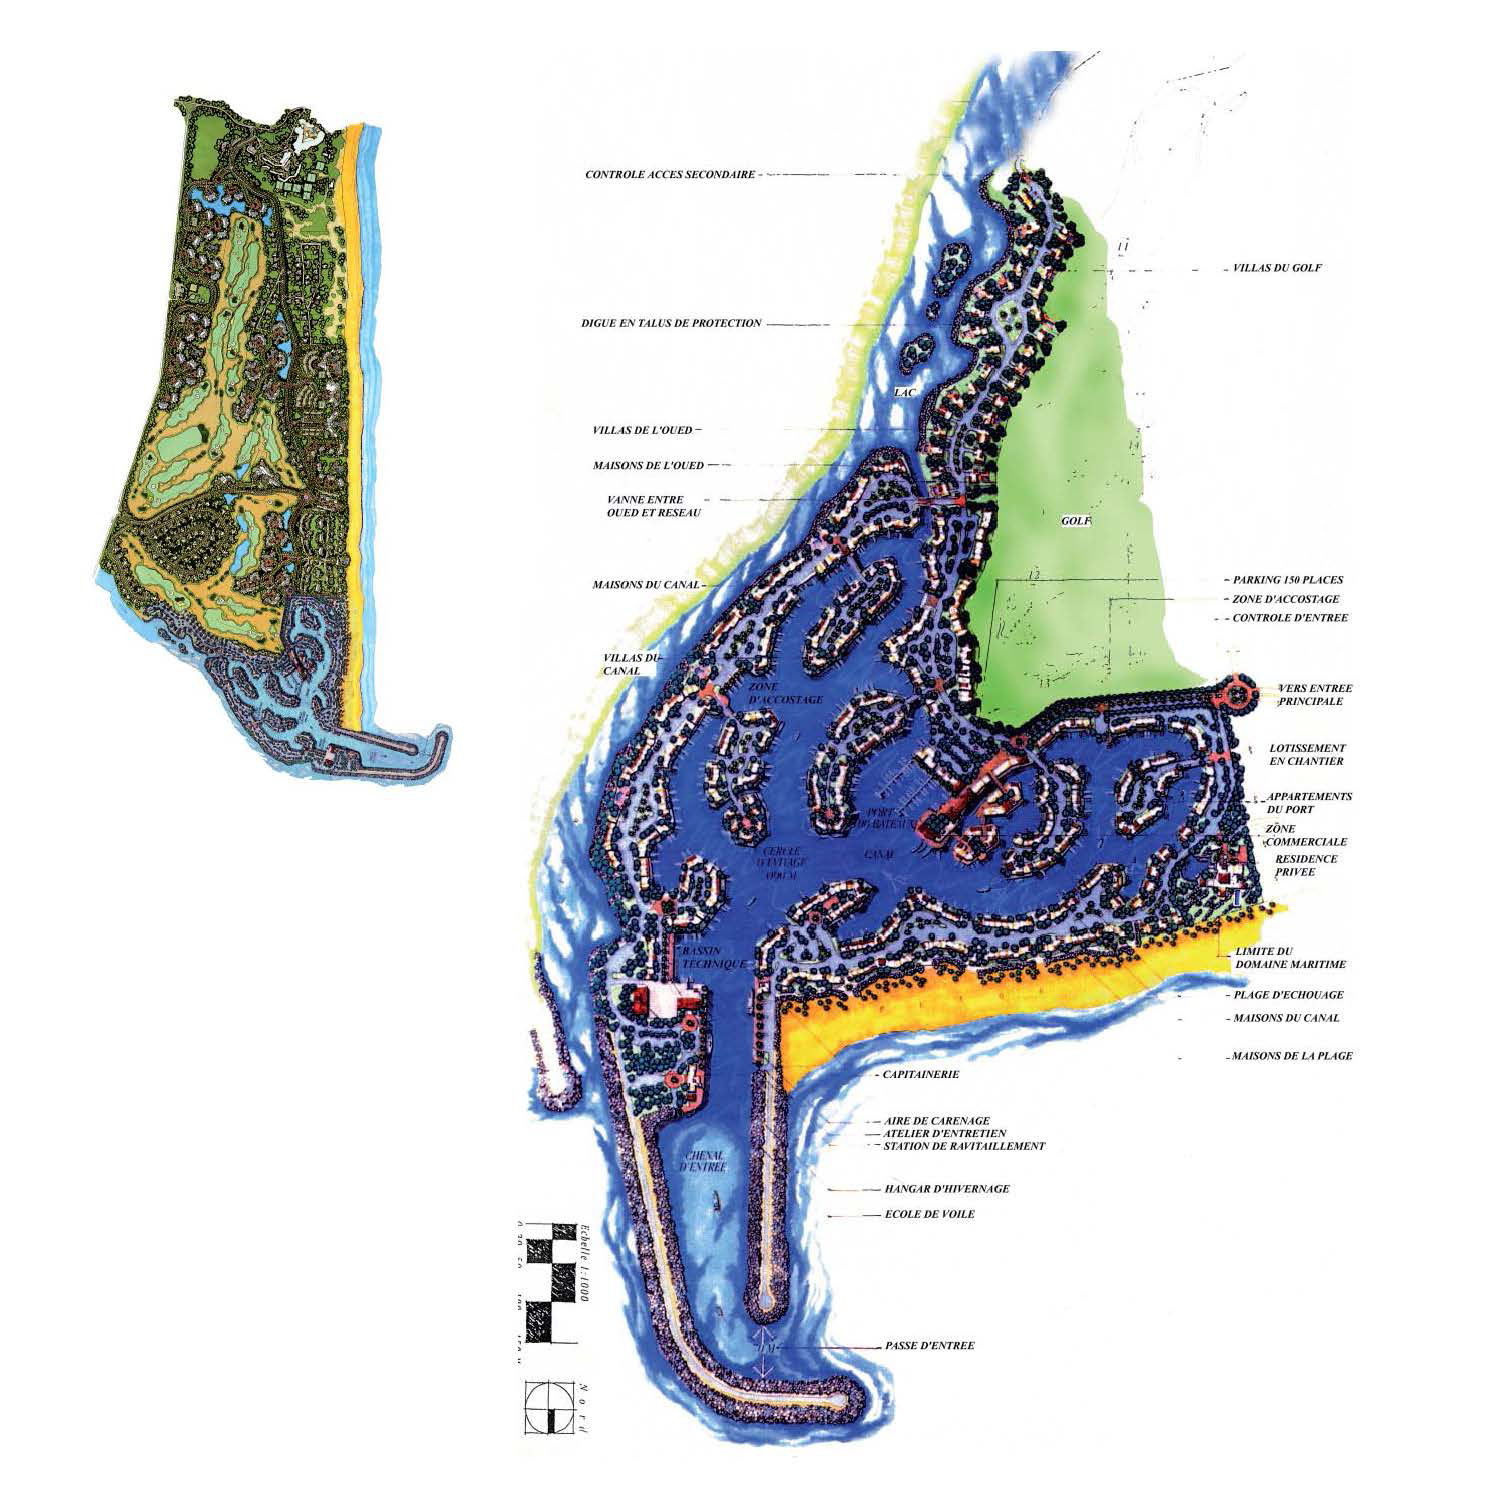 CONTROLE ACCES SECONDAIRE
11
VILLAS DU GOLF
DIGUE EN TALUS DE PROTECTION
LAC
VILLAS DE L'OUED
14
MAISONS DE L'OUED
VANNE ENTRE
OUED ET RESEAU
GOLF
MAISONS DU CANAL
13
PARKING 150 PLACES
ZONE D'ACCOSTAGE
CONTROLE D'ENTREE
VILLAS DU
CANAL
ZONE
D'ACCOSTAGE
VERS ENTREE
PRINCIPALE
LOTISSEMENT
EN CHANTIER
APPARTEMENTS
DU PORT
PORT
BATEAUX
ZONE
COMMERCIALE
CERCLE
D'EVITAGE
CANAL
RESIDENCE
PRIVEE
BASSIN
TECHNIQUE
LIMITE DU
DOMAINE MARITIME
PLAGE D'ECHOUAGE
MAISONS DU CANAL
MAISONS DE LA PLAGE
CAPITAINERIE
AIRE DE CARENAGE
ATELIER D'ENTRETIEN
STATION DE RAVITAILLEMENT
CHENAL
D'ENTREE
HANGAR D'HIVERNAGE
ECOLE DE VOILE
Echelle 1:1000
PASSE D'ENTREE
Nord